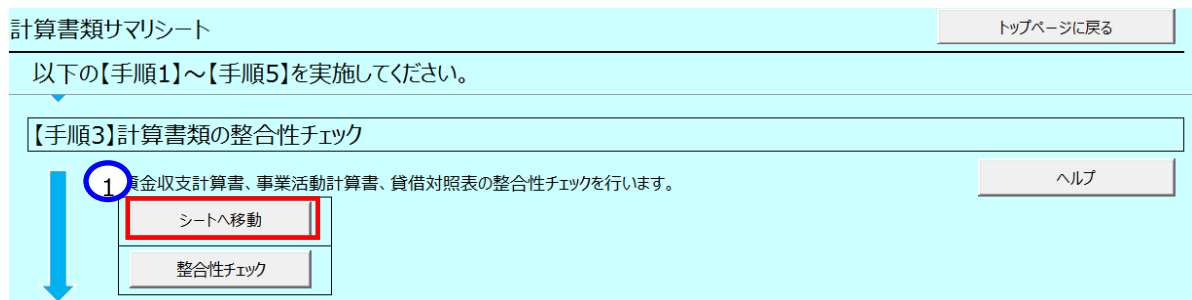 計算書類サマリシート
トップページに戻る
以下の【手順1】～【手順5】を実施してください。
【手順3】計算書類の整合性チェック
1
資金収支計算書、事業活動計算書、貸借対照表の整合性チェックを行います。
ヘルプ
シートへ移動
整合性チェック